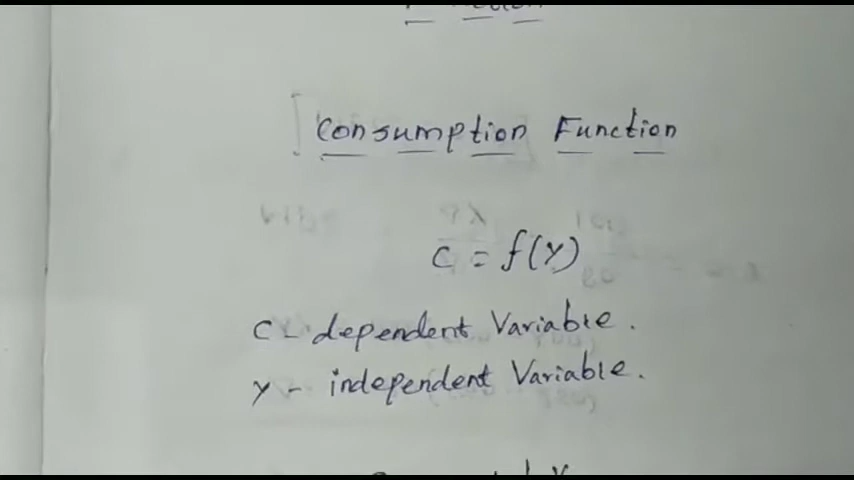 Consumption Function
C = f(Y)
C - dependent Variable.
Y - independent Variable.